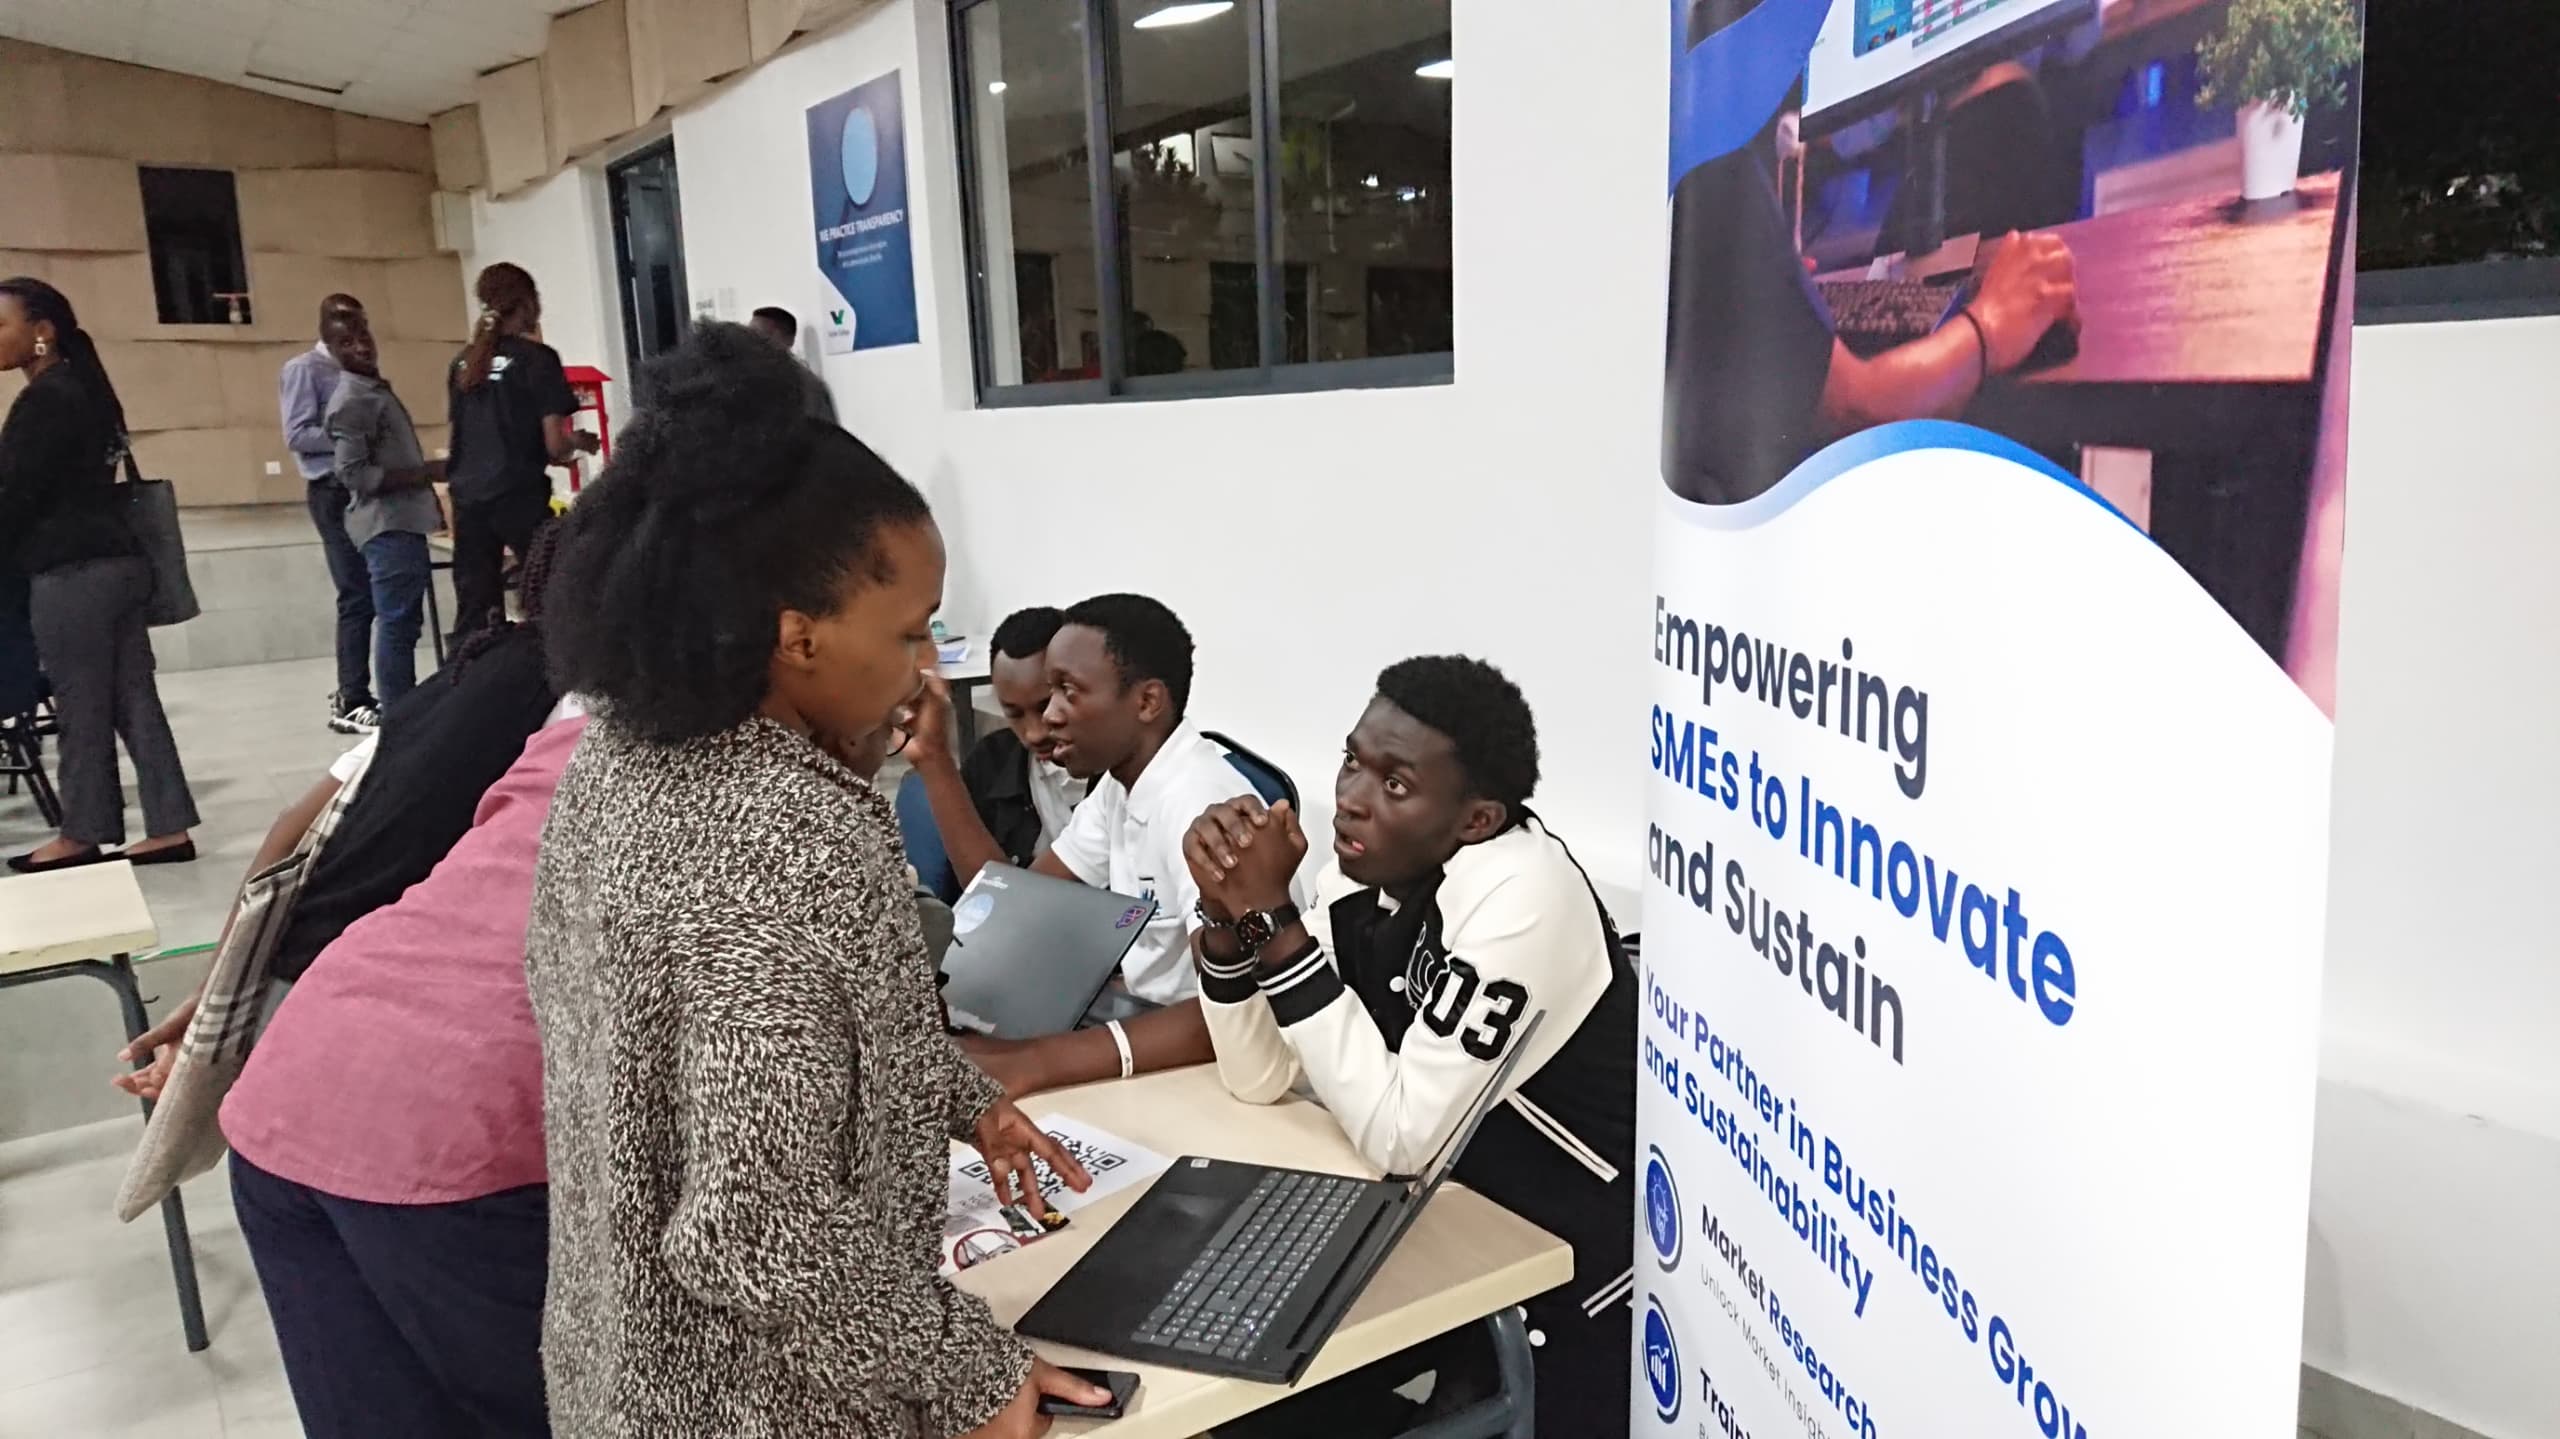 WE PRACTICE TRANSPARENCY
03
Empowering
SMEs to Innovate
and Sustain
Your Partner in Business Grow
and Sustainability
Market Research
Unlock Market Insigh
Traini